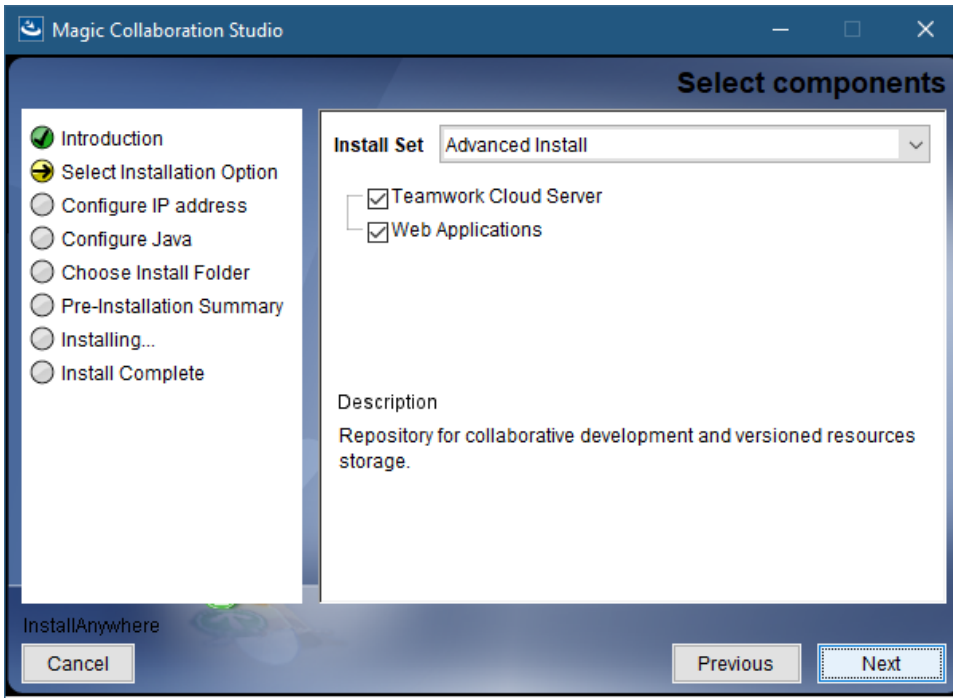 Magic Collaboration Studio
Select components
Introduction
Select Installation Option
Configure IP address
Configure Java
Choose Install Folder
Pre-Installation Summary
Installing...
Install Complete
Install Set Advanced Install
Teamwork Cloud Server
Web Applications
Description
Repository for collaborative development and versioned resources
storage.
InstallAnywhere
Cancel Previous Next